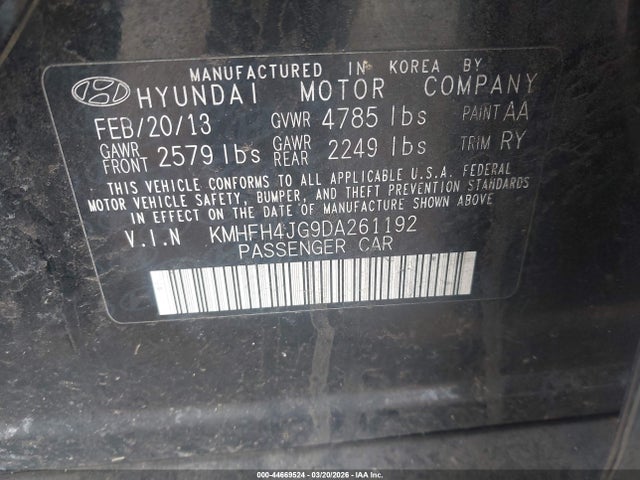 MANUFACTURED IN KOREA BY
HYUNDAI MOTOR COMPANY
FEB/20/13 GVWR 4785 lbs PAINT AA
GAWR FRONT 2579 lbs GAWR REAR 2249 lbs TRIM RY
THIS VEHICLE CONFORMS TO ALL APPLICABLE U.S.A. FEDERAL
MOTOR VEHICLE SAFETY, BUMPER, AND THEFT PREVENTION STANDARDS
IN EFFECT ON THE DATE OF MANUFACTURE SHOWN ABOVE.
V.I.N KMHFH4JG9DA261192
PASSENGER CAR
000-44669524 | 03/20/2026 | IAA Inc.